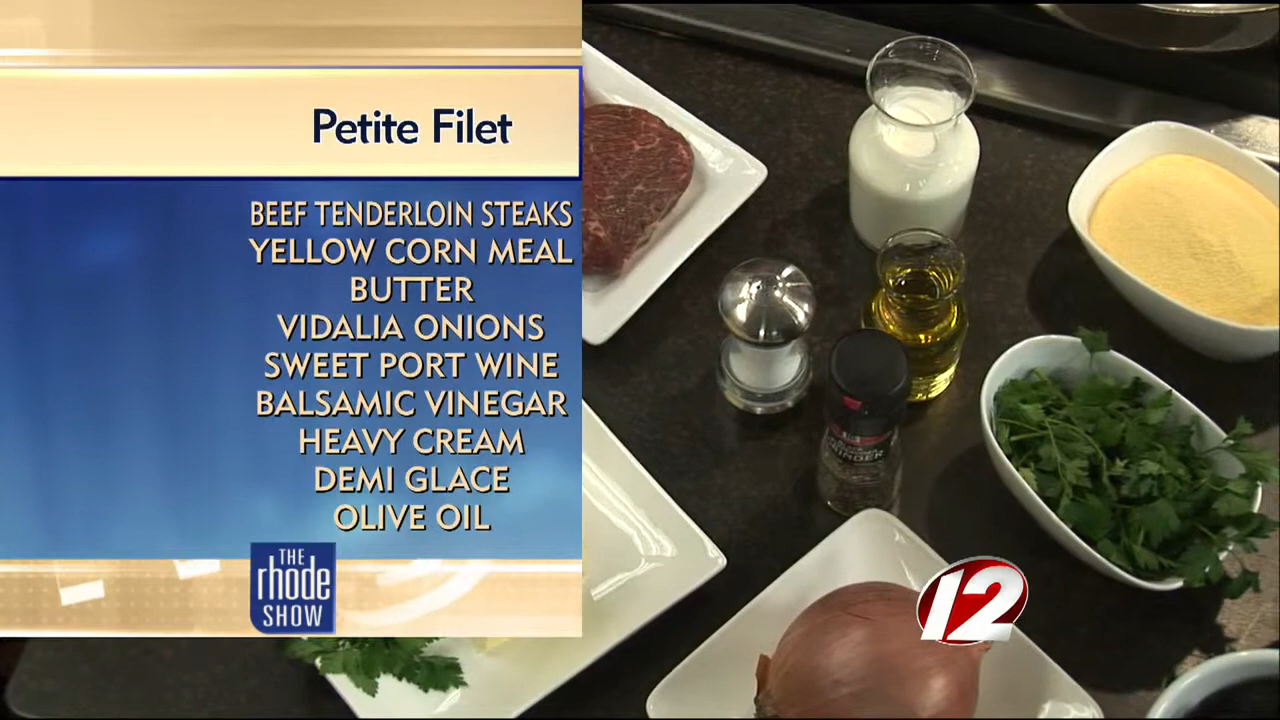 Petite Filet
BEEF TENDERLOIN STEAKS
YELLOW CORN MEAL
BUTTER
VIDALIA ONIONS
SWEET PORT WINE
BALSAMIC VINEGAR
HEAVY CREAM
DEMI GLACE
OLIVE OIL
THE
rhode
SHOW
GRINDER
12